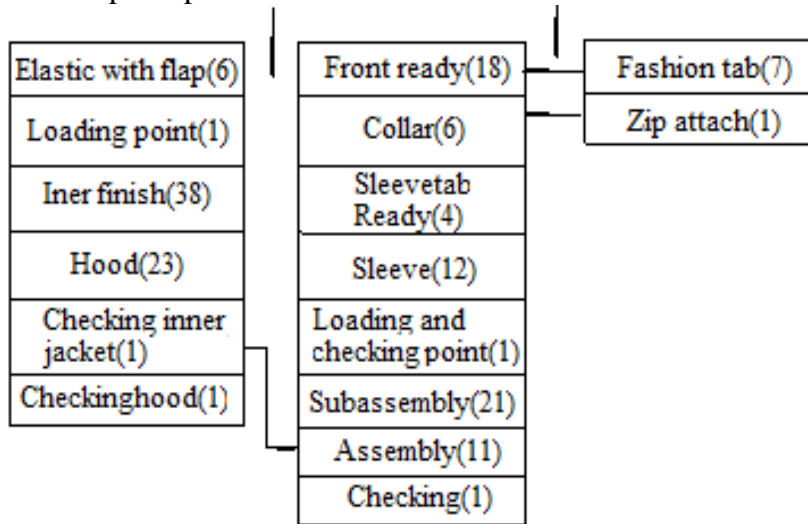 Elastic with flap(6)
Loading point(1)
Iner finish(38)
Hood(23)
Checking inner
jacket(1)
Checkinghood(1)
Front ready(18)
Collar(6)
Sleevetab
Ready(4)
Sleeve(12)
Loading and
checking point(1)
Subassembly(21)
Assembly(11)
Checking(1)
Fashion tab(7)
Zip attach(1)